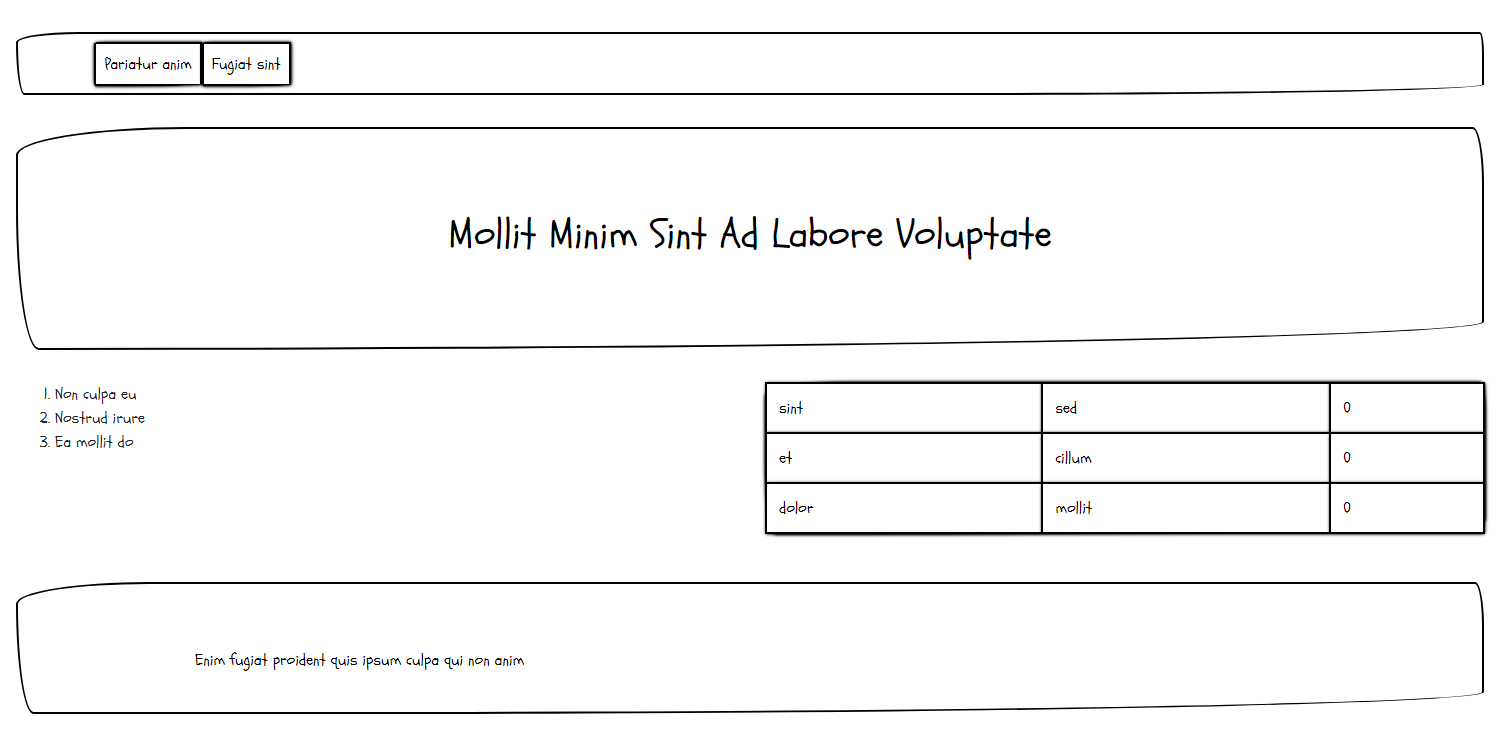 Pariatur anim Fugiat sint
Mollit Minim Sint Ad Labore Voluptate
1. Non culpa eu
2. Nostrud irure
3. Ea mollit do
sint sed 0
et cillum 0
dolor mollit 0
Enim fugiat proident quis ipsum culpa qui non anim